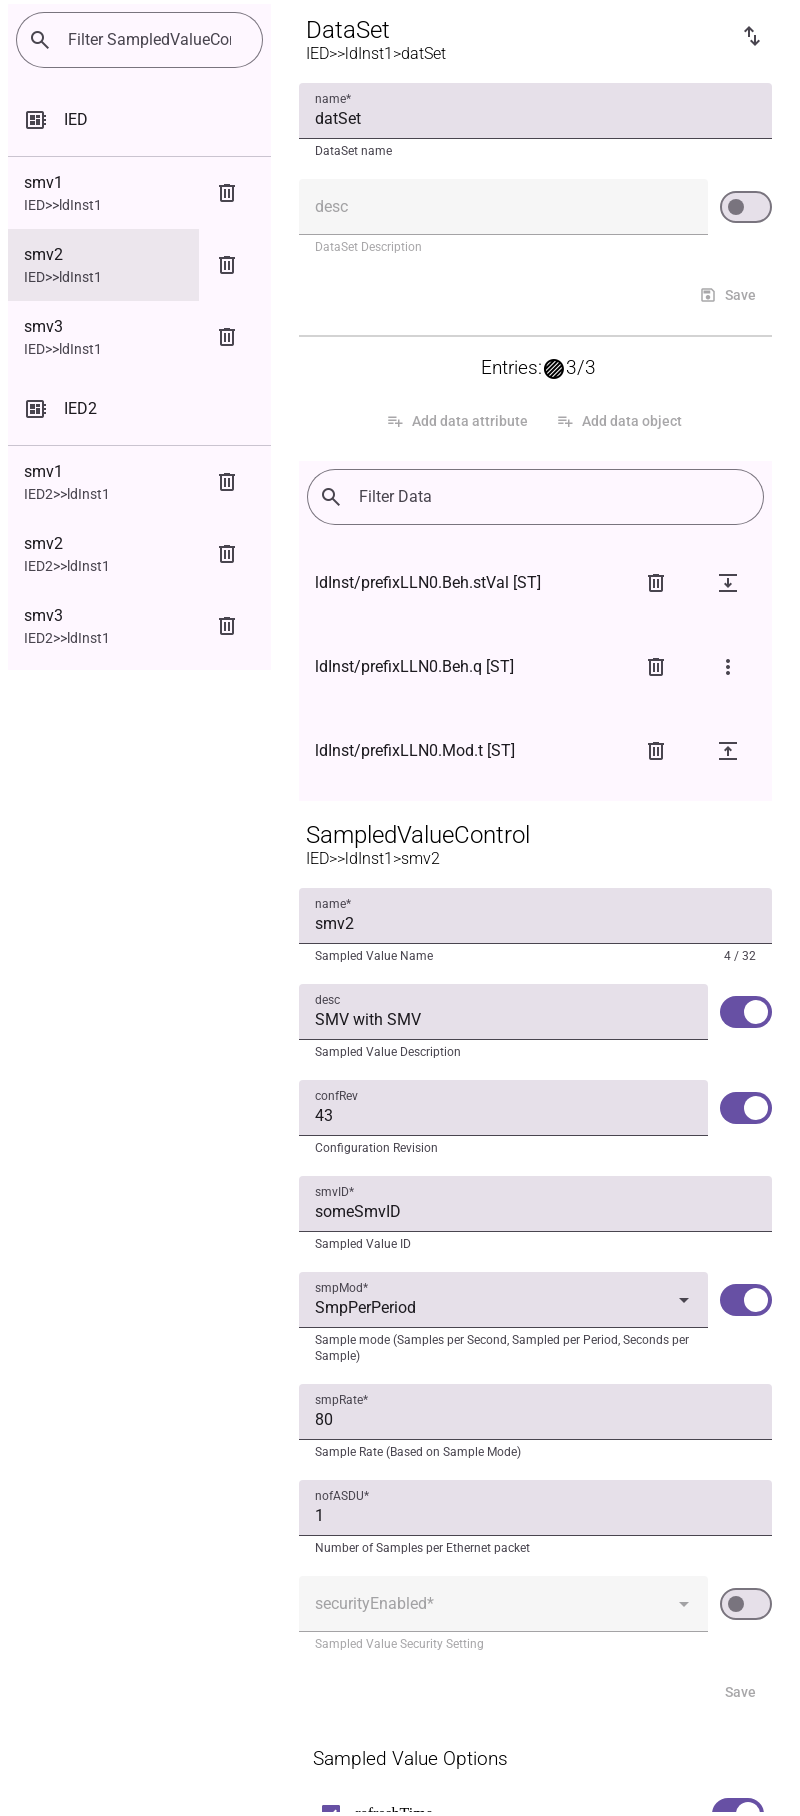 Filter SampledValueCo
IED
smv1
IED>>ldInst1
smv2
IED>>ldInst1
smv3
IED>>ldInst1
IED2
smv1
IED2>>ldInst1
smv2
IED2>>ldInst1
smv3
IED2>>ldInst1
DataSet
IED>>ldInst1>datSet
name*
datSet
DataSet name
desc
DataSet Description
Save
Entries: 3/3
Add data attribute
Add data object
Filter Data
ldInst/prefixLLN0.Beh.stVal [ST]
ldInst/prefixLLN0.Beh.q [ST]
ldInst/prefixLLN0.Mod.t [ST]
SampledValueControl
IED>>ldInst1>smv2
name*
smv2
Sampled Value Name 4 / 32
desc
SMV with SMV
Sampled Value Description
confRev
43
Configuration Revision
smvID*
someSmvID
Sampled Value ID
smpMod*
SmpPerPeriod
Sample mode (Samples per Second, Sampled per Period, Seconds per
Sample)
smpRate*
80
Sample Rate (Based on Sample Mode)
nofASDU*
1
Number of Samples per Ethernet packet
securityEnabled*
Sampled Value Security Setting
Save
Sampled Value Options
refreshTime